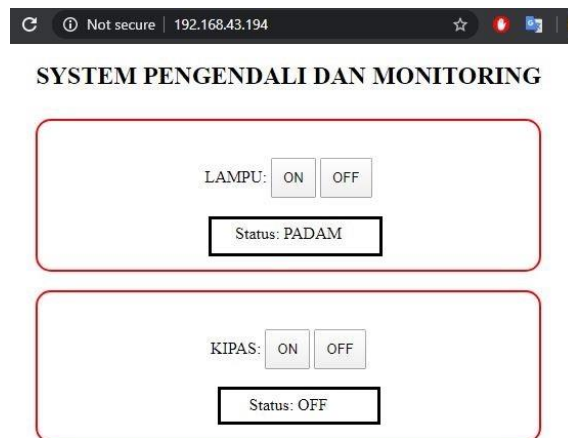 Not secure | 192.168.43.194
SYSTEM PENGENDALI DAN MONITORING
LAMPU: ON OFF
Status: PADAM
KIPAS: ON OFF
Status: OFF